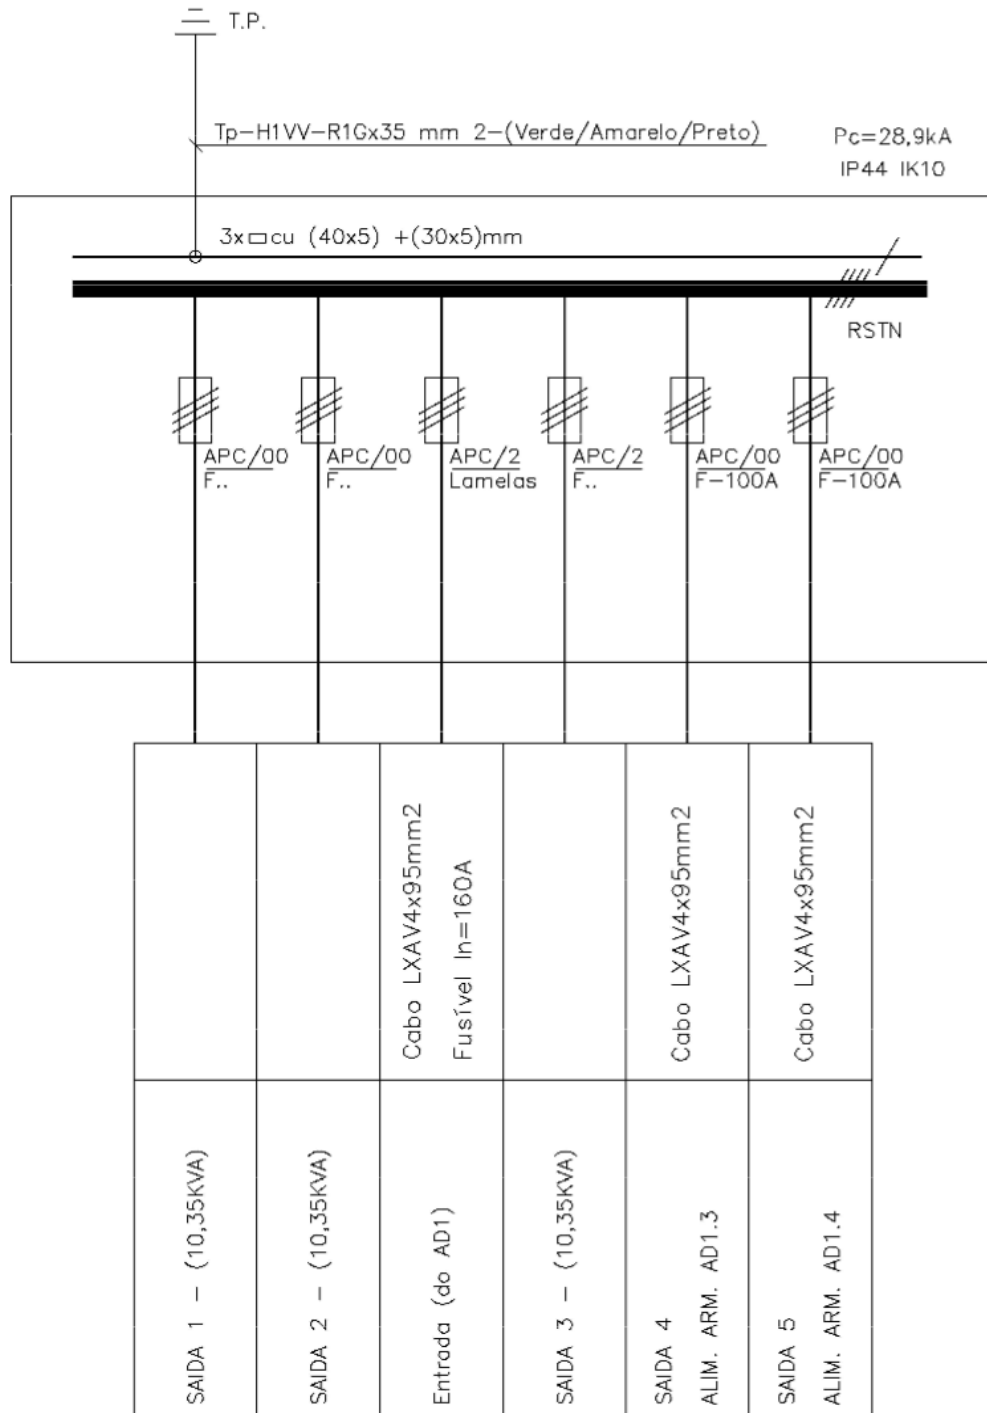 T.P.
Tp-H1VV-R1Gx35 mm 2-(Verde/Amarelo/Preto)
Pc=28,9kA
IP44 IK10
3x▭cu (40x5) +(30x5)mm
RSTN
APC/00
F..
APC/00
F..
APC/2
Lamelas
APC/2
F..
APC/00
F-100A
APC/00
F-100A
Cabo LXAV4x95mm2
Fusível In=160A
Cabo LXAV4x95mm2
Cabo LXAV4x95mm2
SAIDA 1 - (10,35KVA)
SAIDA 2 - (10,35KVA)
Entrada (do AD1)
SAIDA 3 - (10,35KVA)
SAIDA 4
ALIM. ARM. AD1.3
SAIDA 5
ALIM. ARM. AD1.4